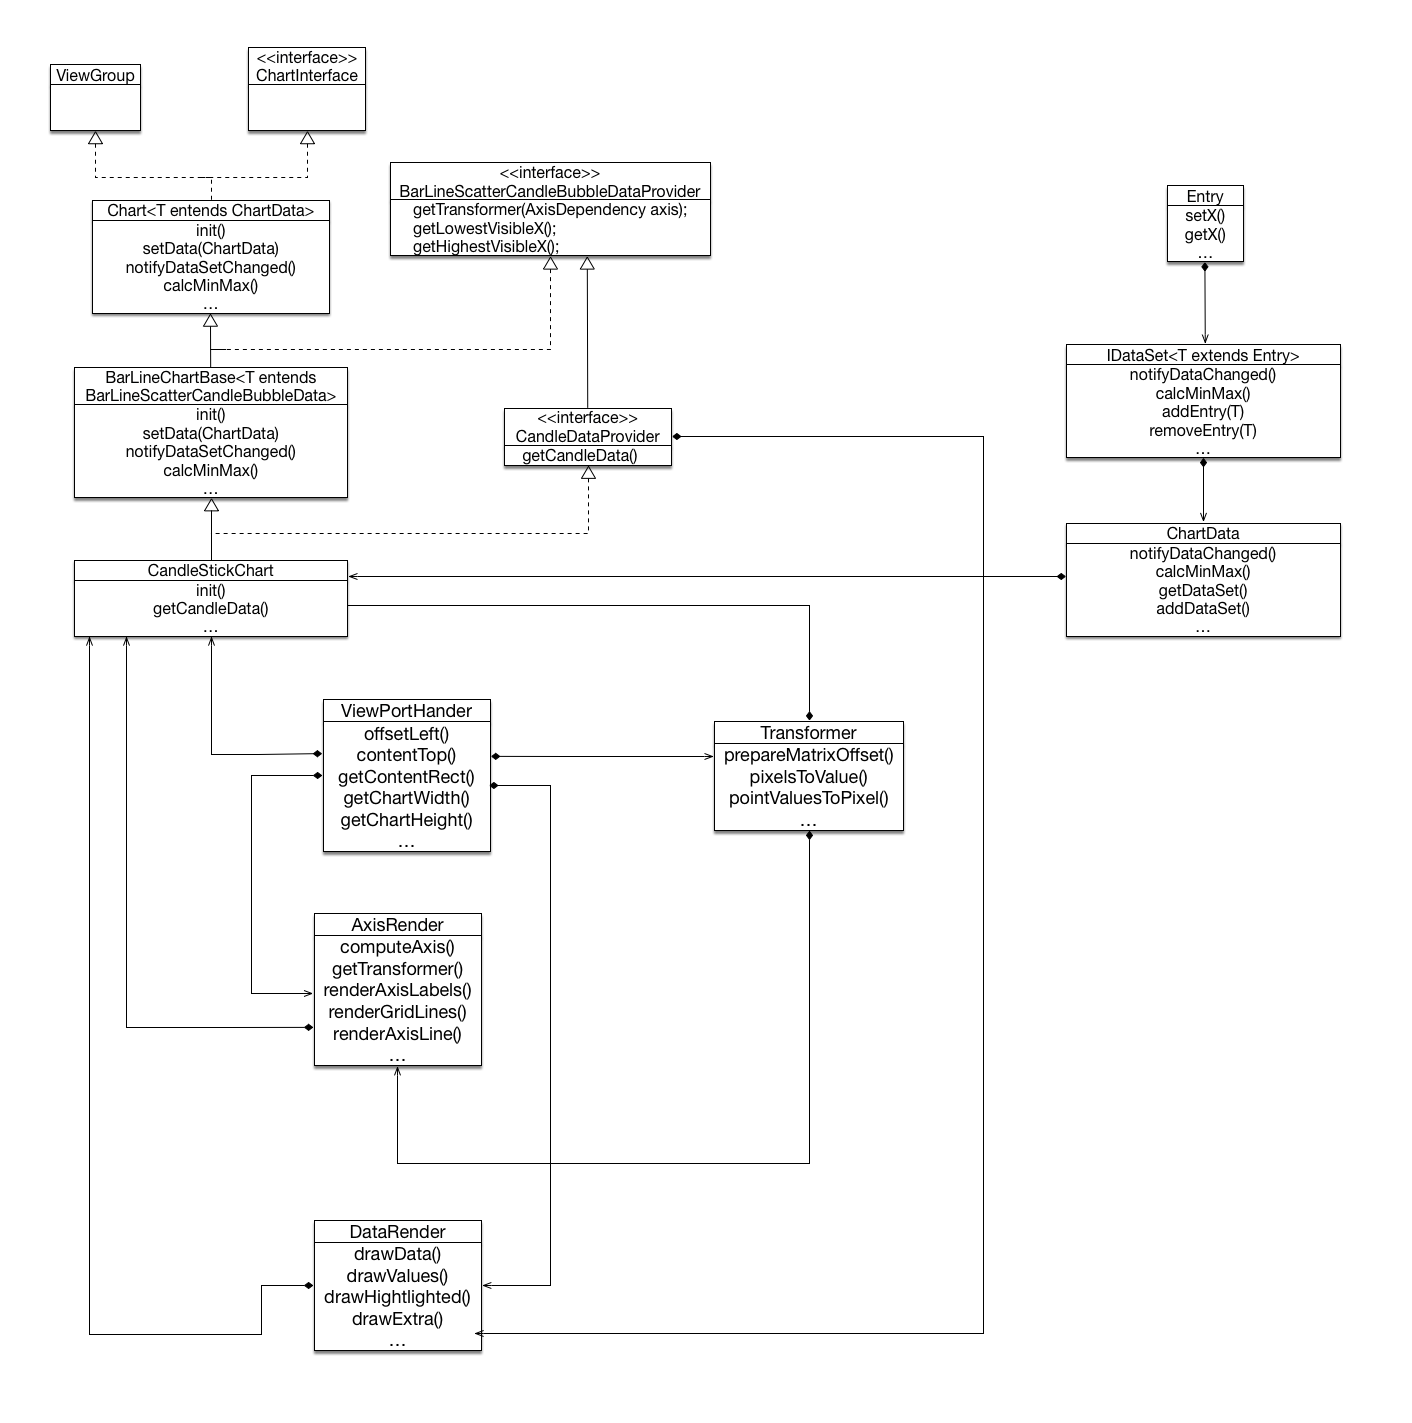 ViewGroup
<<interface>>
ChartInterface
Chart<T entends ChartData>
init()
setData(ChartData)
notifyDataSetChanged()
calcMinMax()
...
<<interface>>
BarLineScatterCandleBubbleDataProvider
getTransformer(AxisDependency axis);
getLowestVisibleX();
getHighestVisibleX();
Entry
setX()
getX()
...
BarLineChartBase<T entends
BarLineScatterCandleBubbleData>
init()
setData(ChartData)
notifyDataSetChanged()
calcMinMax()
...
<<interface>>
CandleDataProvider
getCandleData()
IDataSet<T extends Entry>
notifyDataChanged()
calcMinMax()
addEntry(T)
removeEntry(T)
...
CandleStickChart
init()
getCandleData()
...
ChartData
notifyDataChanged()
calcMinMax()
getDataSet()
addDataSet()
...
ViewPortHander
offsetLeft()
contentTop()
getContentRect()
getChartWidth()
getChartHeight()
...
Transformer
prepareMatrixOffset()
pixelsToValue()
pointValuesToPixel()
...
AxisRender
computeAxis()
getTransformer()
renderAxisLabels()
renderGridLines()
renderAxisLine()
...
DataRender
drawData()
drawValues()
drawHightlighted()
drawExtra()
...